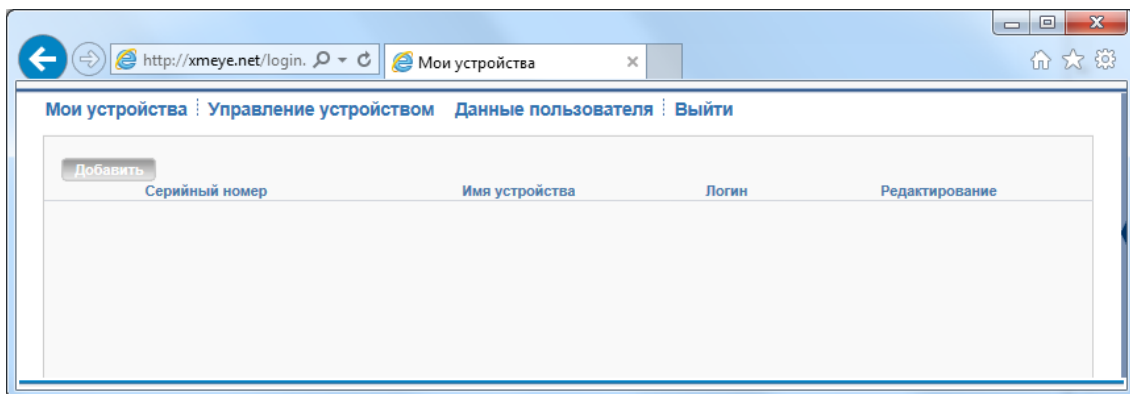 http://xmeye.net/login. Мои устройства
Мои устройства Управление устройством Данные пользователя Выйти
Добавить
Серийный номер Имя устройства Логин Редактирование